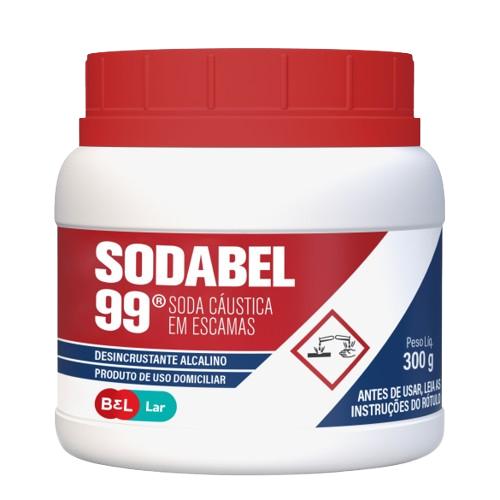 SODABEL
99® SODA CÁUSTICA
EM ESCAMAS
DESINCRUSTANTE ALCALINO
PRODUTO DE USO DOMICILIAR
BΣL Lar
Peso Líq.
300 g
ANTES DE USAR, LEIA AS
INSTRUÇÕES DO RÓTULO